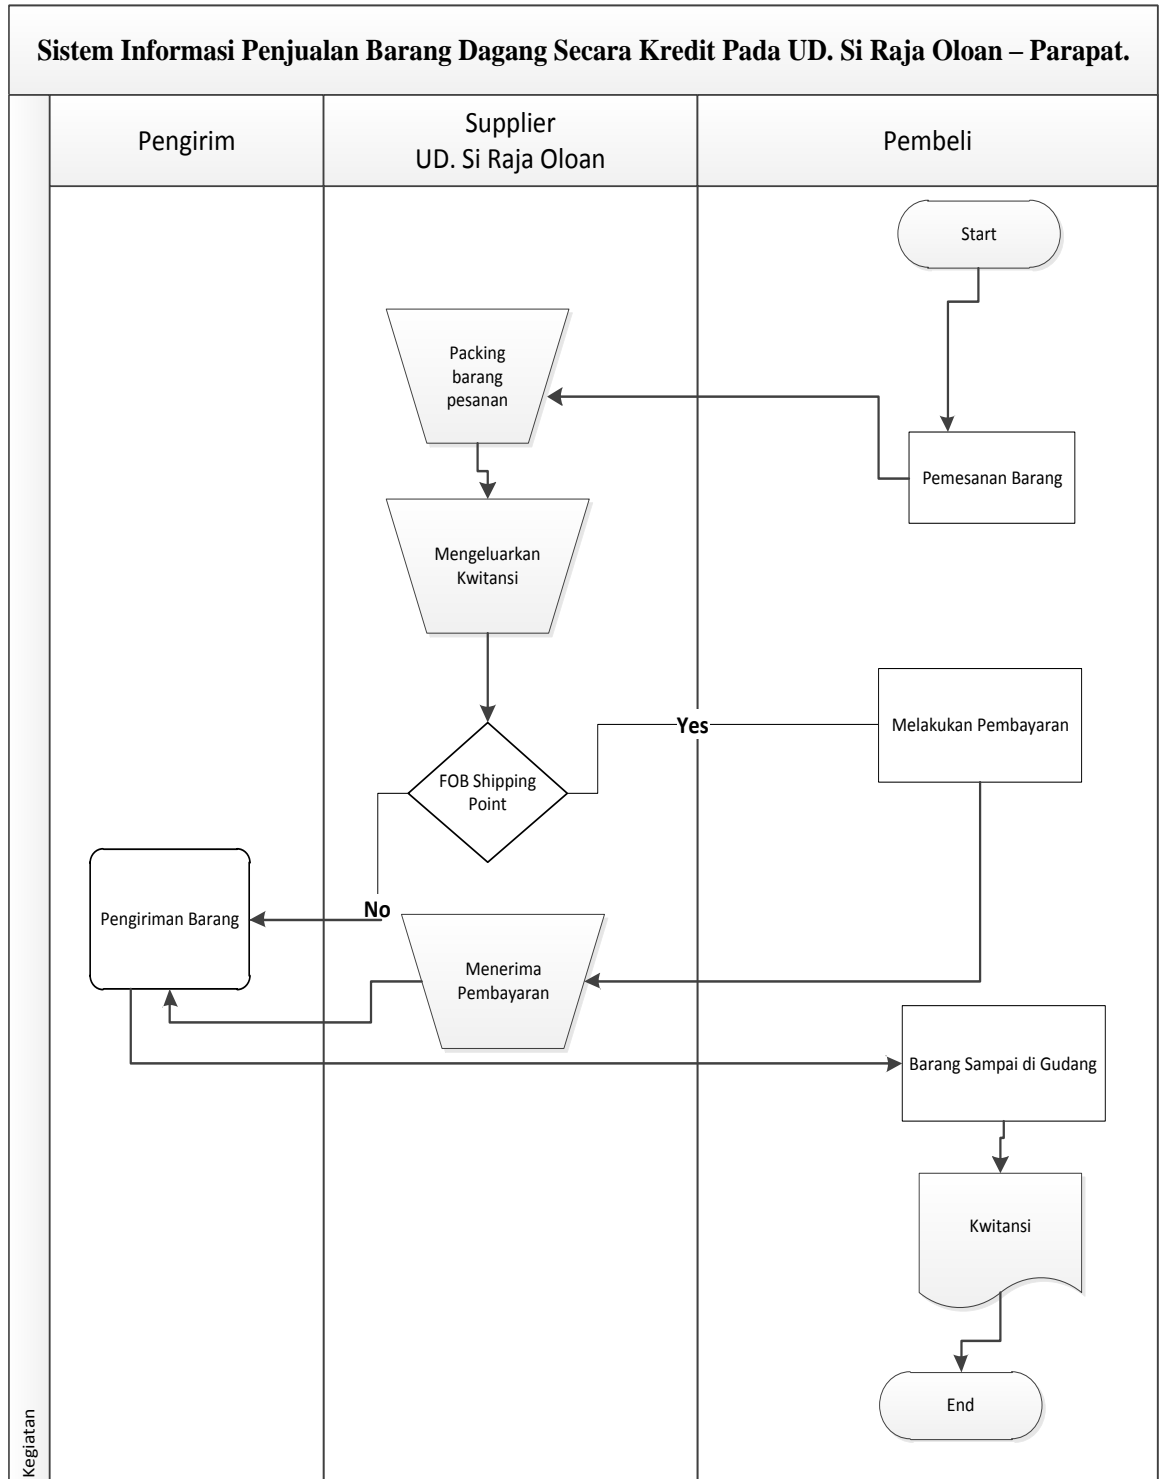 Sistem Informasi Penjualan Barang Dagang Secara Kredit Pada UD. Si Raja Oloan – Parapat.
Pengirim
Supplier
UD. Si Raja Oloan
Pembeli
Start
Packing
barang
pesanan
Pemesanan Barang
Mengeluarkan
Kwitansi
Yes
Melakukan Pembayaran
FOB Shipping
Point
No
Pengiriman Barang
Menerima
Pembayaran
Barang Sampai di Gudang
Kwitansi
End
Kegiatan